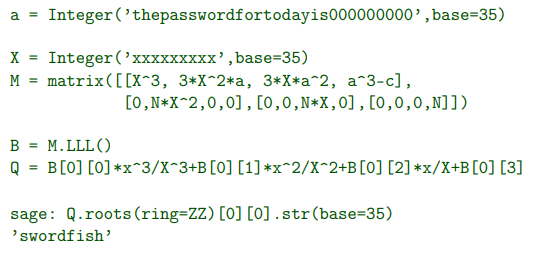 a = Integer('thepasswordfortodayis000000000',base=35)
X = Integer('xxxxxxxxx',base=35)
M = matrix([[X^3, 3*X^2*a, 3*X*a^2, a^3-c],
[0,N*X^2,0,0],[0,0,N*X,0],[0,0,0,N]])
B = M.LLL()
Q = B[0][0]*x^3/X^3+B[0][1]*x^2/X^2+B[0][2]*x/X+B[0][3]
sage: Q.roots(ring=ZZ)[0][0].str(base=35)
'swordfish'